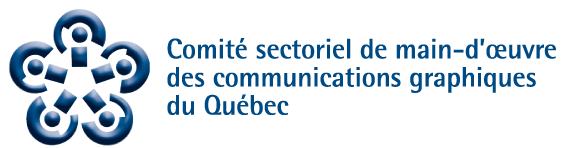 Comité sectoriel de main-d'œuvre
des communications graphiques
du Québec